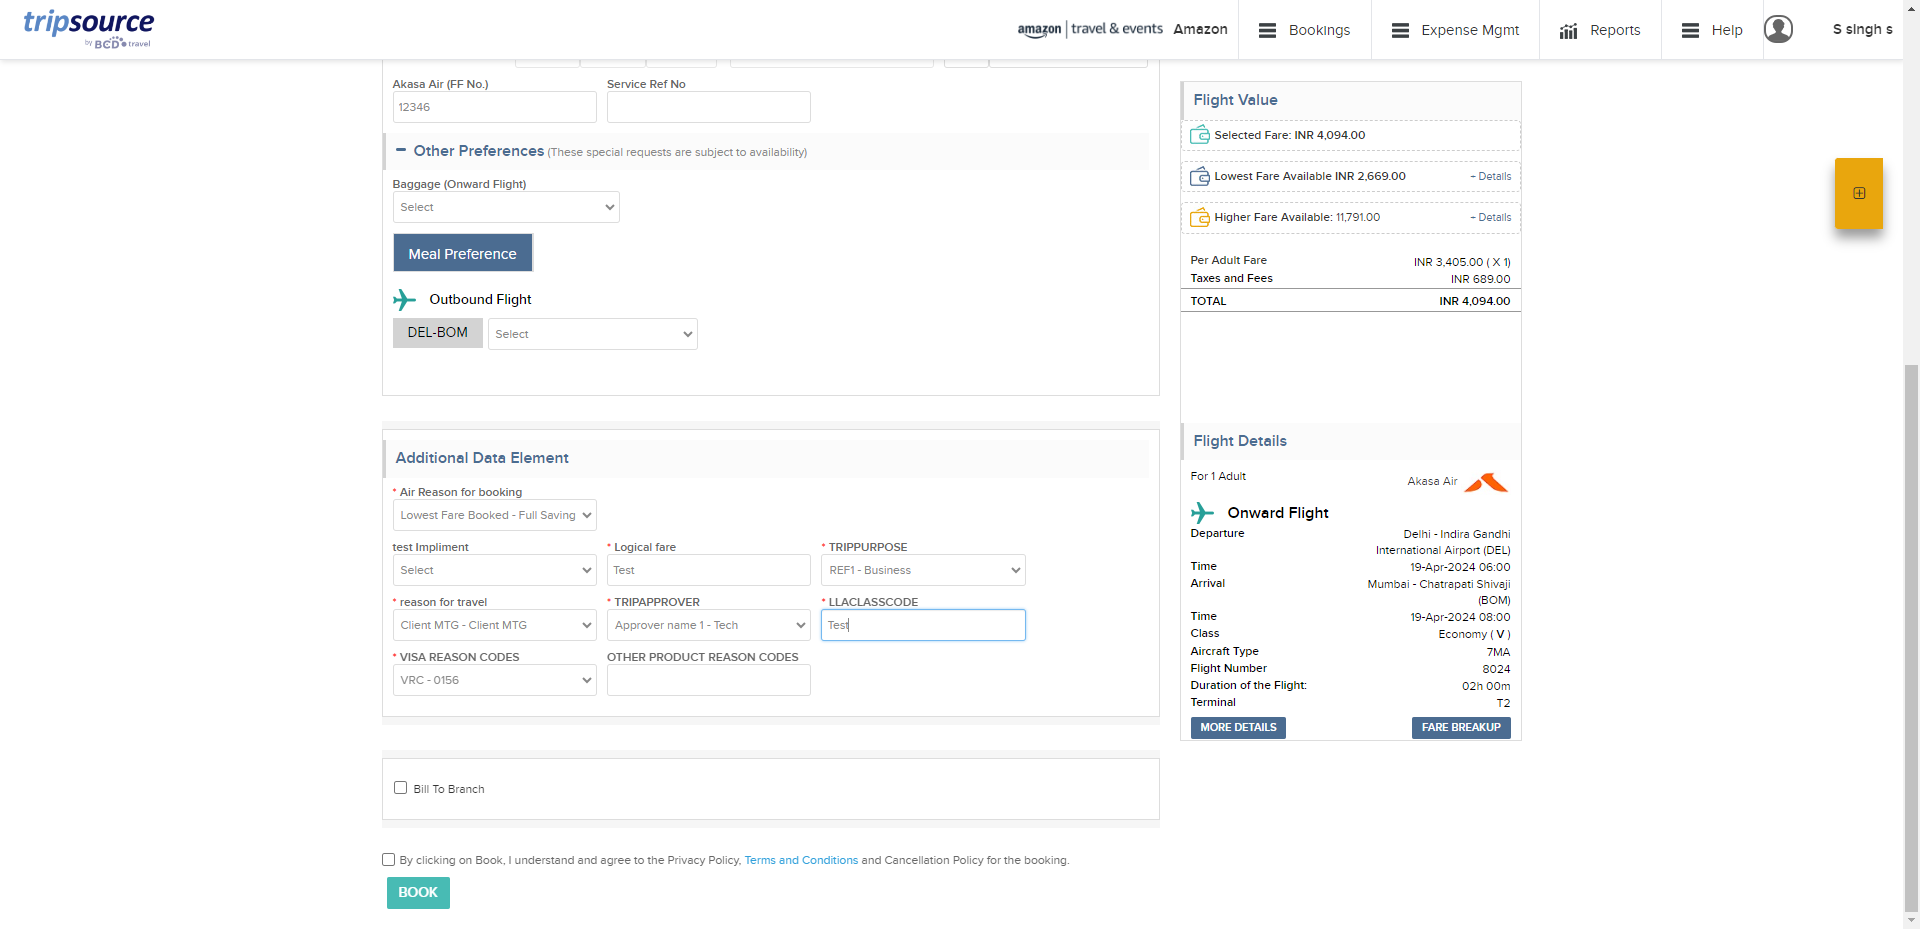 tripsource
by BCD travel
amazon | travel & events Amazon
Bookings
Expense Mgmt
Reports
Help
S singh s
Akasa Air (FF No.)
Service Ref No
12346
Other Preferences (These special requests are subject to availability)
Baggage (Onward Flight)
Select
Meal Preference
Outbound Flight
DEL-BOM
Select
Additional Data Element
* Air Reason for booking
Lowest Fare Booked - Full Saving
test Impliment
* Logical fare
* TRIPPURPOSE
Select
Test
REF1 - Business
* reason for travel
* TRIPAPPROVER
* LLACLASSCODE
Client MTG - Client MTG
Approver name 1 - Tech
Test
* VISA REASON CODES
OTHER PRODUCT REASON CODES
VRC - 0156
Bill To Branch
By clicking on Book, I understand and agree to the Privacy Policy, Terms and Conditions and Cancellation Policy for the booking.
BOOK
Flight Value
Selected Fare: INR 4,094.00
Lowest Fare Available INR 2,669.00 + Details
Higher Fare Available: 11,791.00 + Details
Per Adult Fare INR 3,405.00 ( X 1)
Taxes and Fees INR 689.00
TOTAL INR 4,094.00
Flight Details
For 1 Adult
Akasa Air
Onward Flight
Departure Delhi - Indira Gandhi
International Airport (DEL)
Time 19-Apr-2024 06:00
Arrival Mumbai - Chatrapati Shivaji
(BOM)
Time 19-Apr-2024 08:00
Class Economy ( V )
Aircraft Type 7MA
Flight Number 8024
Duration of the Flight: 02h 00m
Terminal T2
MORE DETAILS
FARE BREAKUP